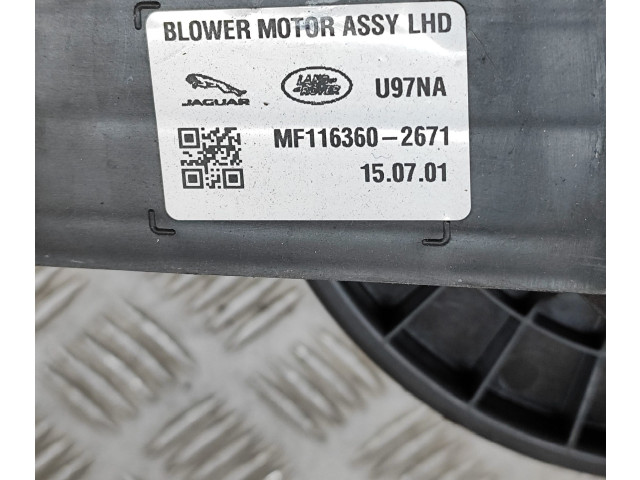 BLOWER MOTOR ASSY LHD
JAGUAR
LAND ROVER
U97NA
MF116360-2671
15.07.01